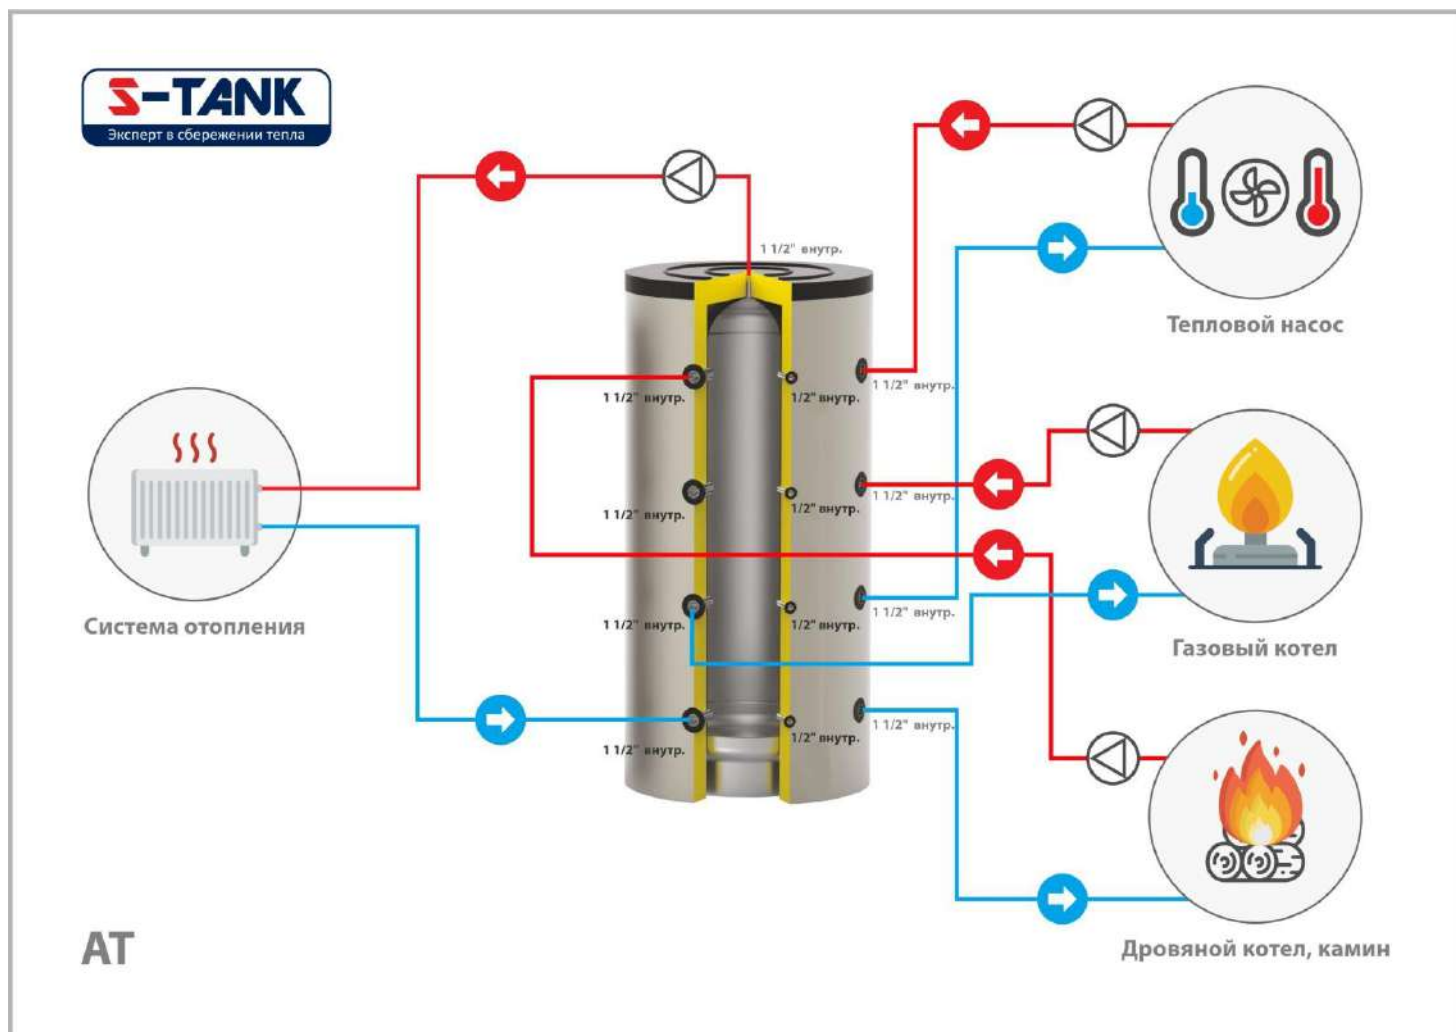 S-TANK
Эксперт в сбережении тепла
1 1/2" внутр.
Тепловой насос
1 1/2" внутр.
1/2" внутр.
1 1/2" внутр.
1 1/2" внутр.
1/2" внутр.
1 1/2" внутр.
Система отопления
1 1/2" внутр.
1/2" внутр.
1 1/2" внутр.
Газовый котел
1 1/2" внутр.
1/2" внутр.
1 1/2" внутр.
AT
Дровяной котел, камин